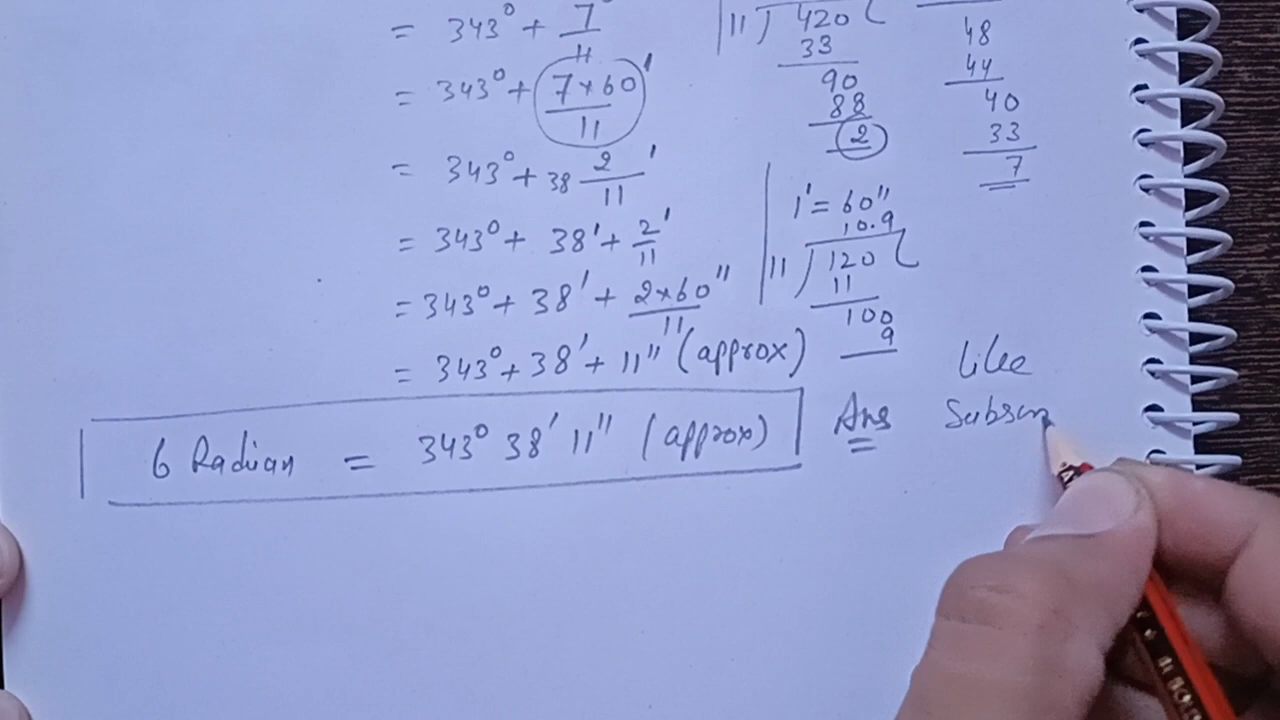 = 343° + 7/11°
= 343° + 7×60/11 '
= 343° + 38 2/11 '
= 343° + 38' + 2/11 '
= 343° + 38' + 2×60/11 "
= 343° + 38' + 11" (approx)
6 Radian = 343° 38' 11" (approx) Ans
11 ) 420 (
33
90
88
2
48
44
40
33
7
1' = 60"
10.9
11 ) 120 (
11
100
9
Like
Subscr